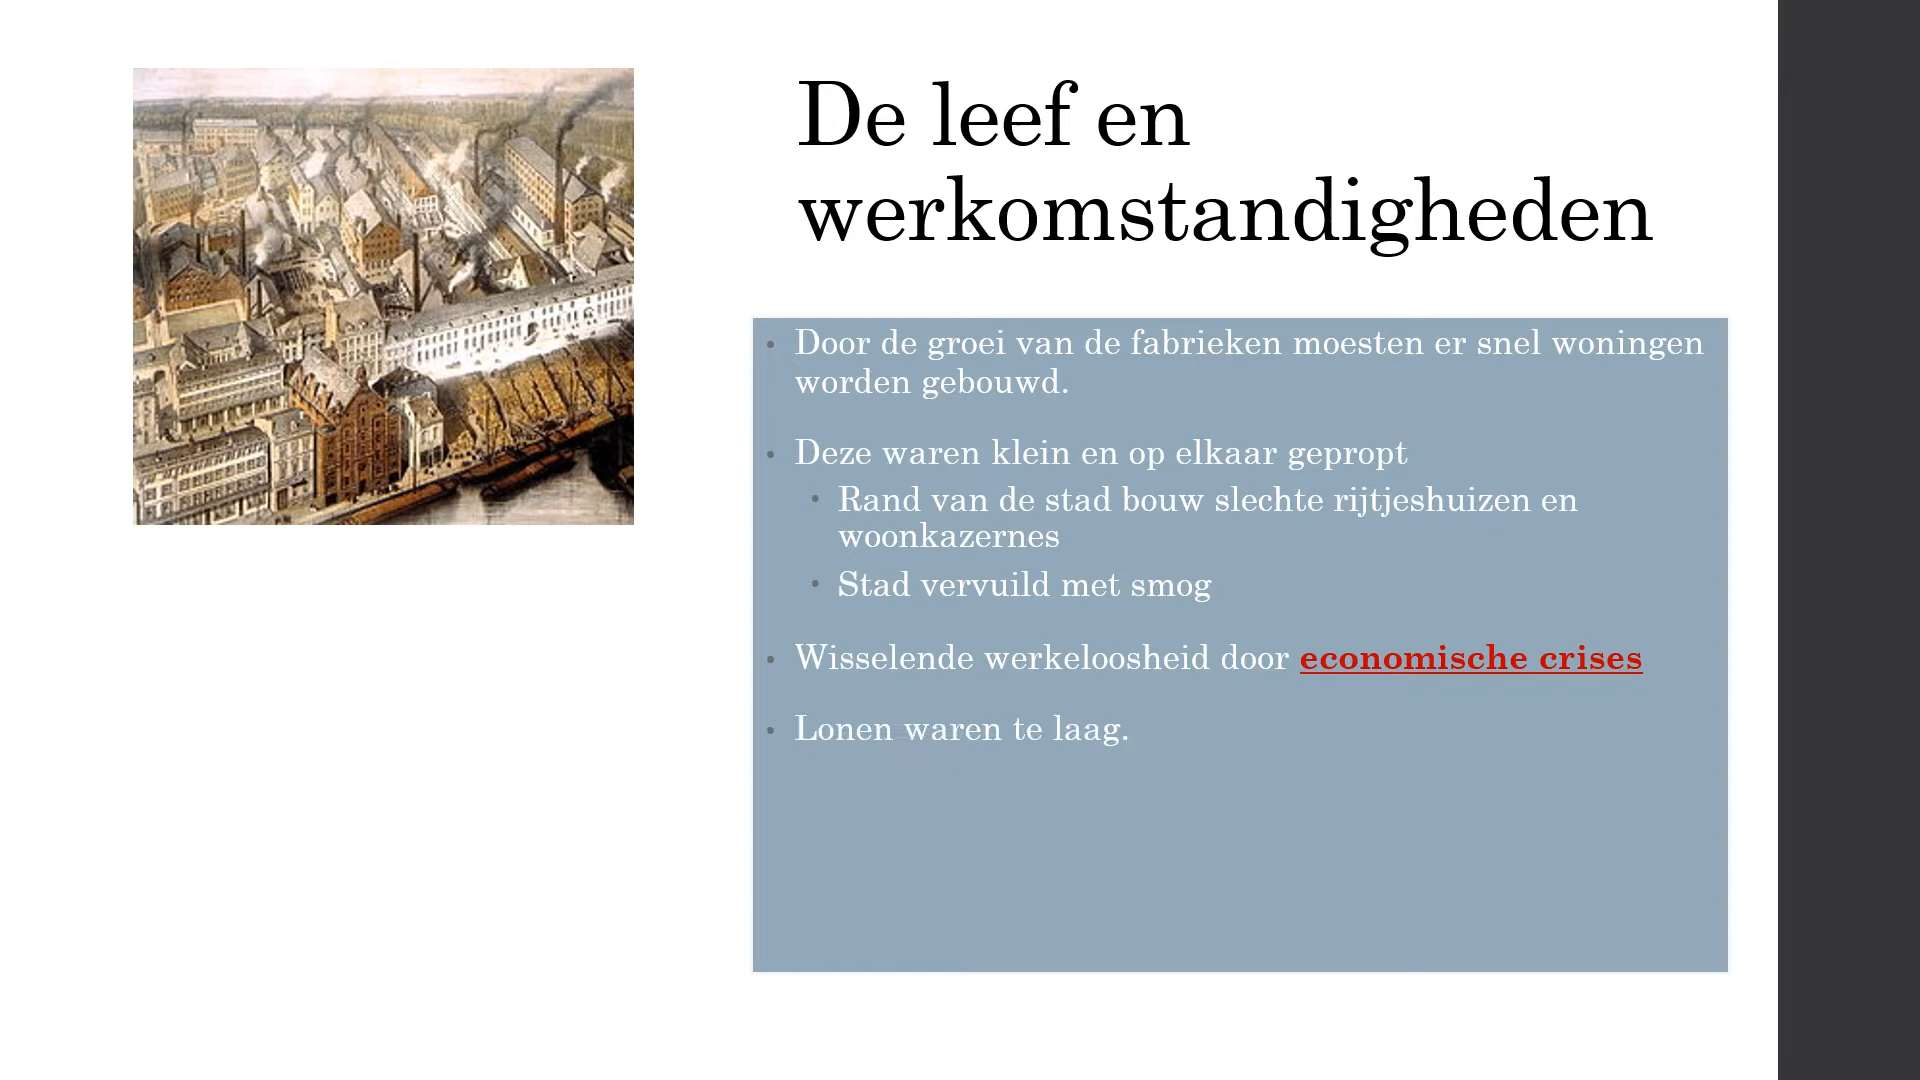 De leef en
werkomstandigheden
• Door de groei van de fabrieken moesten er snel woningen
worden gebouwd.
• Deze waren klein en op elkaar gepropt
• Rand van de stad bouw slechte rijtjeshuizen en
woonkazernes
• Stad vervuild met smog
• Wisselende werkeloosheid door economische crises
• Lonen waren te laag.